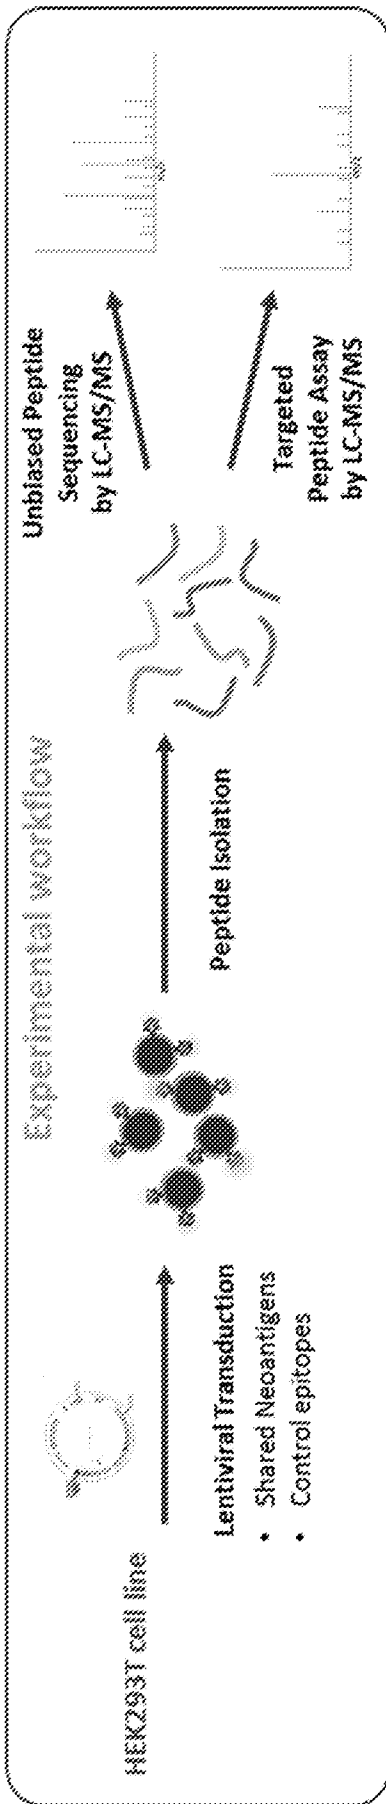 Experimental workflow
HEK293T cell line
Lentiviral Transduction
• Shared Neoantigens
• Control epitopes
Peptide Isolation
Unbiased Peptide
Sequencing
by LC-MS/MS
Targeted
Peptide Assay
by LC-MS/MS